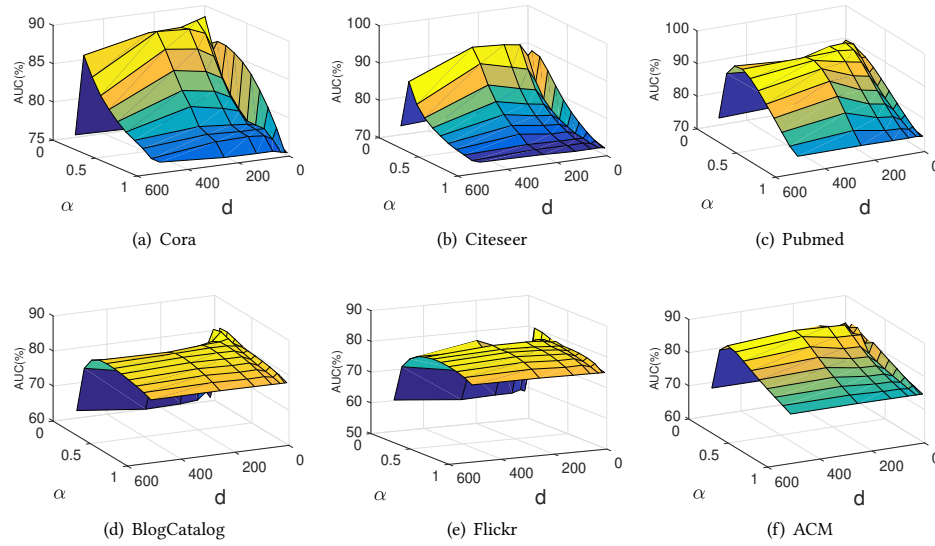 90
85
80
75
AUC(%)
0
0.5
1
α
600
400
200
0
d
(a) Cora
100
90
80
70
AUC(%)
0
0.5
1
α
600
400
200
0
d
(b) Citeseer
100
90
80
70
AUC(%)
0
0.5
1
α
600
400
200
0
d
(c) Pubmed
90
80
70
60
AUC(%)
0
0.5
1
α
600
400
200
0
d
(d) BlogCatalog
90
80
70
60
50
AUC(%)
0
0.5
1
α
600
400
200
0
d
(e) Flickr
90
80
70
60
AUC(%)
0
0.5
1
α
600
400
200
0
d
(f) ACM